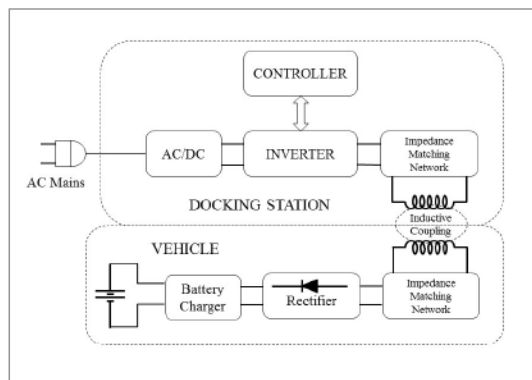 CONTROLLER
AC/DC
INVERTER
Impedance
Matching
Network
AC Mains
DOCKING STATION
Inductive
Coupling
VEHICLE
Battery
Charger
Rectifier
Impedance
Matching
Network